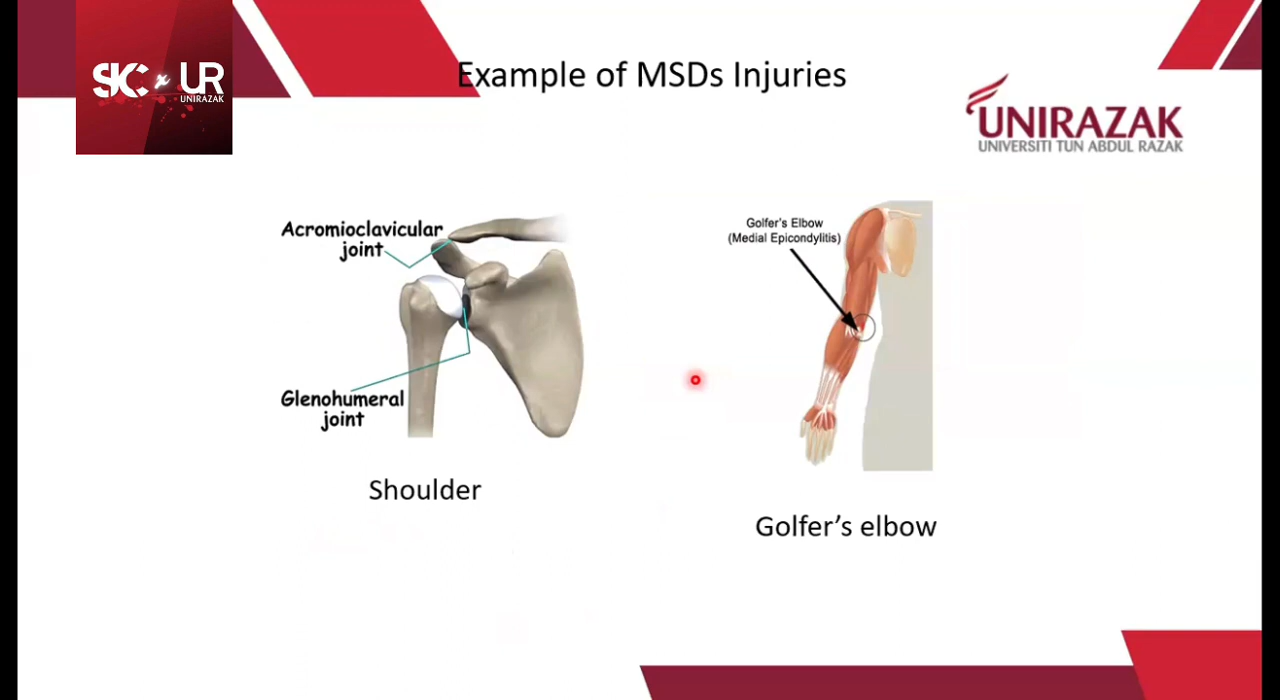 SIC x UR
UNIRAZAK
Example of MSDs Injuries
UNIRAZAK
UNIVERSITI TUN ABDUL RAZAK
Acromioclavicular
joint
Glenohumeral
joint
Shoulder
Golfer's Elbow
(Medial Epicondylitis)
Golfer’s elbow